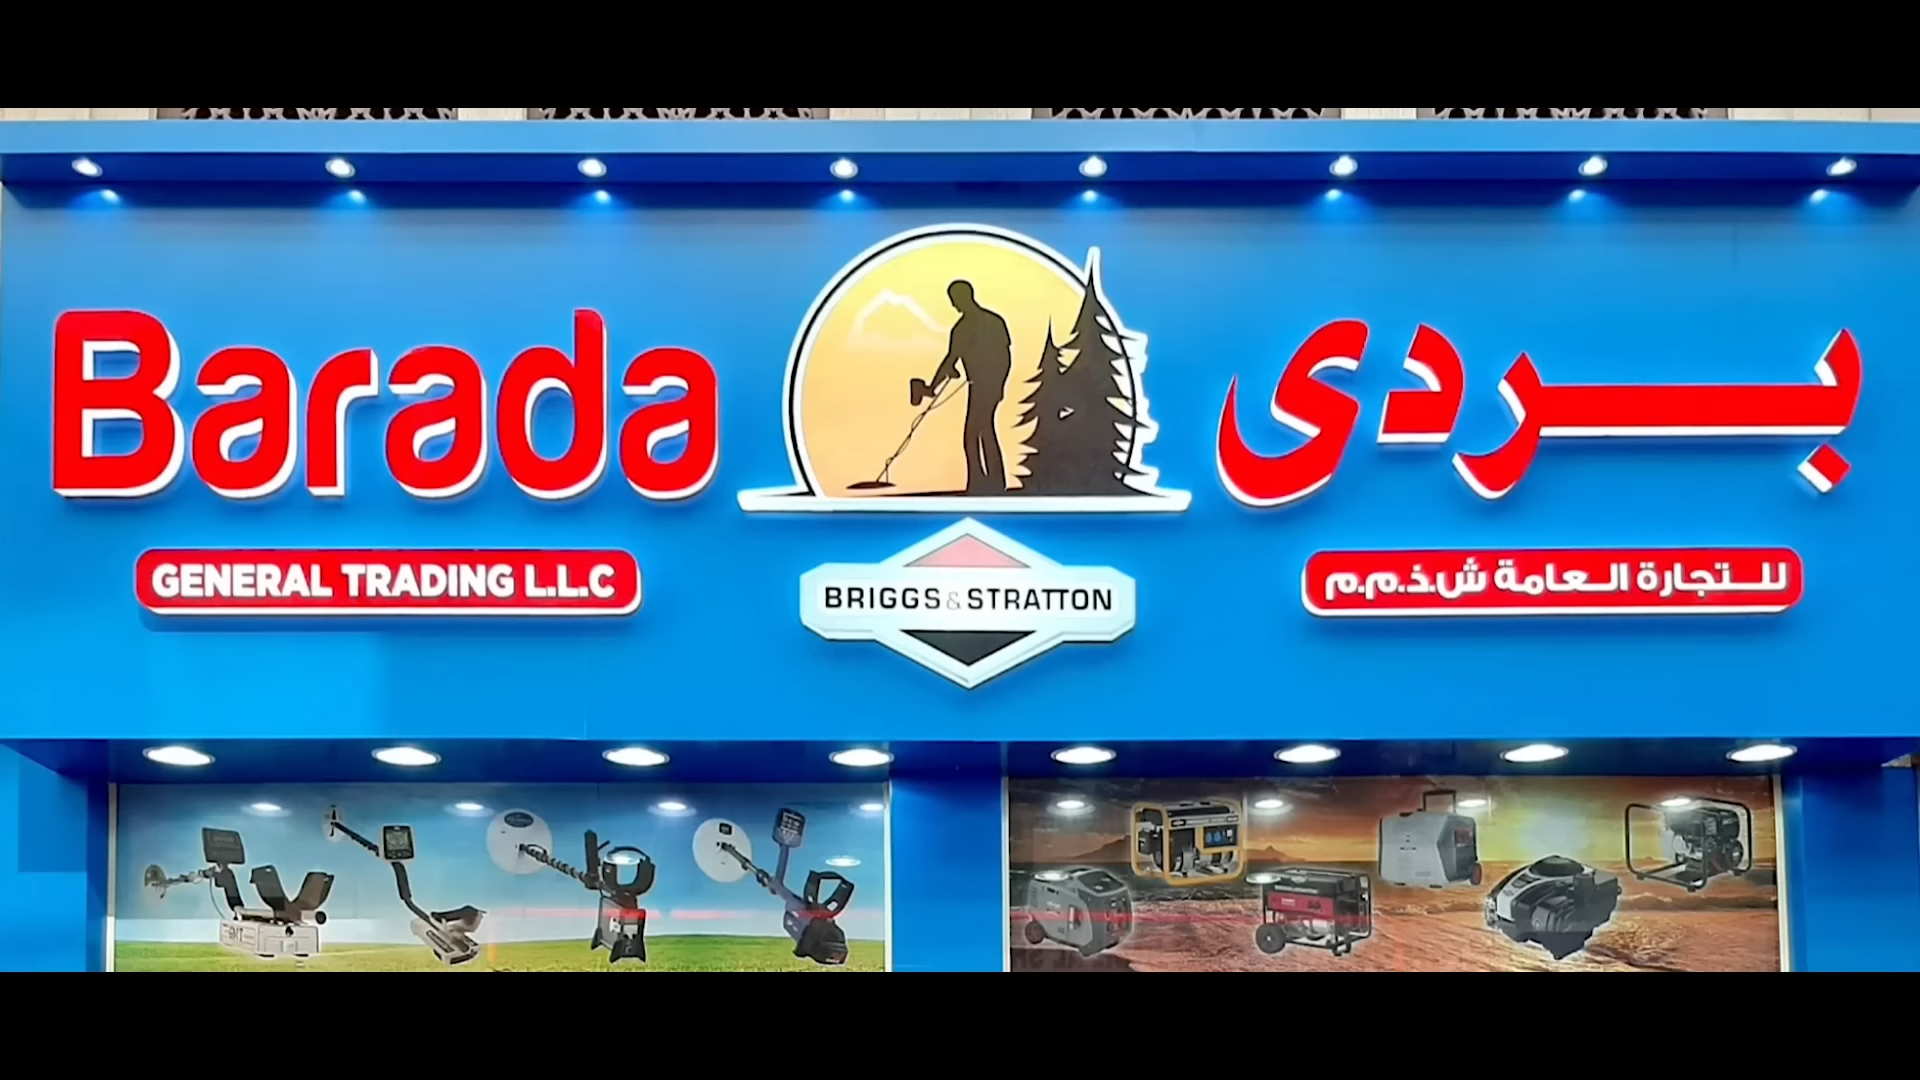 Barada
بردى
GENERAL TRADING L.L.C
للتجارة العامة ش.ذ.م.م
BRIGGS & STRATTON